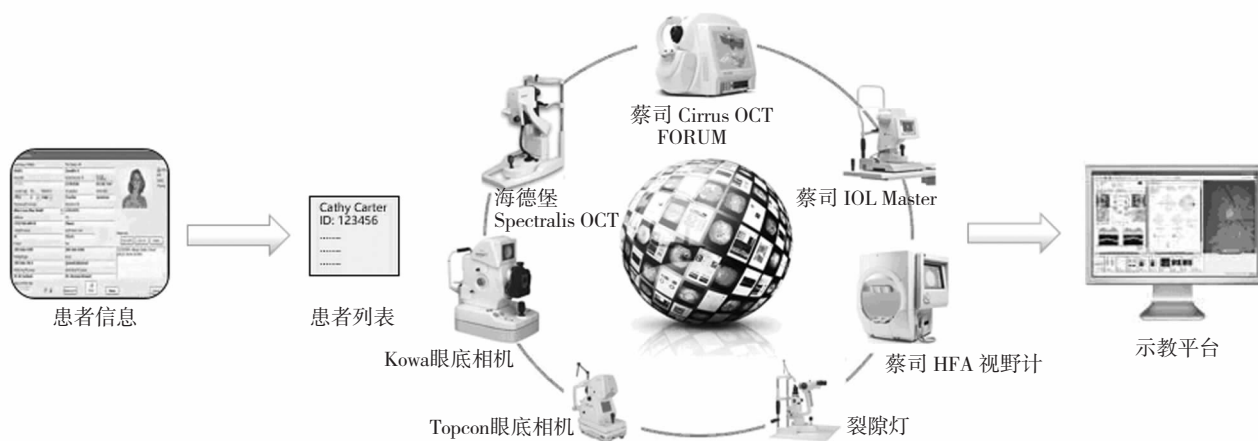 蔡司 Cirrus OCT
FORUM
海德堡
Spectralis OCT
蔡司 IOL Master
Cathy Carter
ID: 123456
患者信息
患者列表
Kowa眼底相机
蔡司 HFA 视野计
示教平台
Topcon眼底相机
裂隙灯